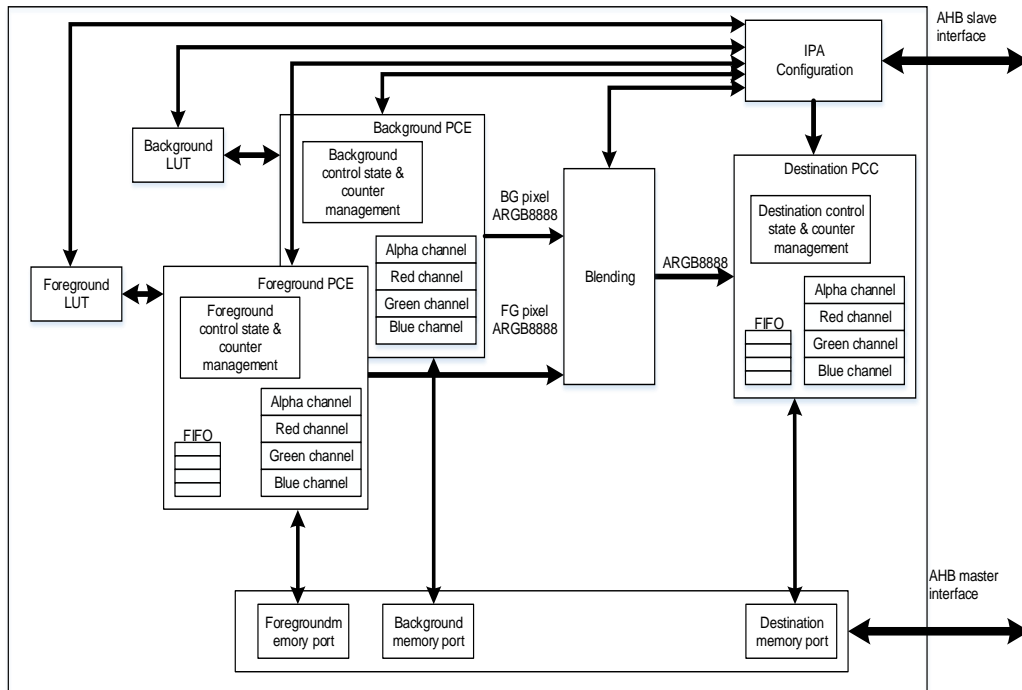 AHB slave
interface
IPA
Configuration
Background PCE
Background
LUT
Background
control state &
counter
management
Destination PCC
BG pixel
ARGB8888
Destination control
state & counter
management
Alpha channel
Red channel
Green channel
Blue channel
Foreground PCE
Foreground
LUT
Foreground
control state &
counter
management
Blending
ARGB8888
FG pixel
ARGB8888
Alpha channel
Red channel
Green channel
Blue channel
FIFO
Alpha channel
Red channel
Green channel
Blue channel
FIFO
AHB master
interface
Foregroundm
emory port
Background
memory port
Destination
memory port